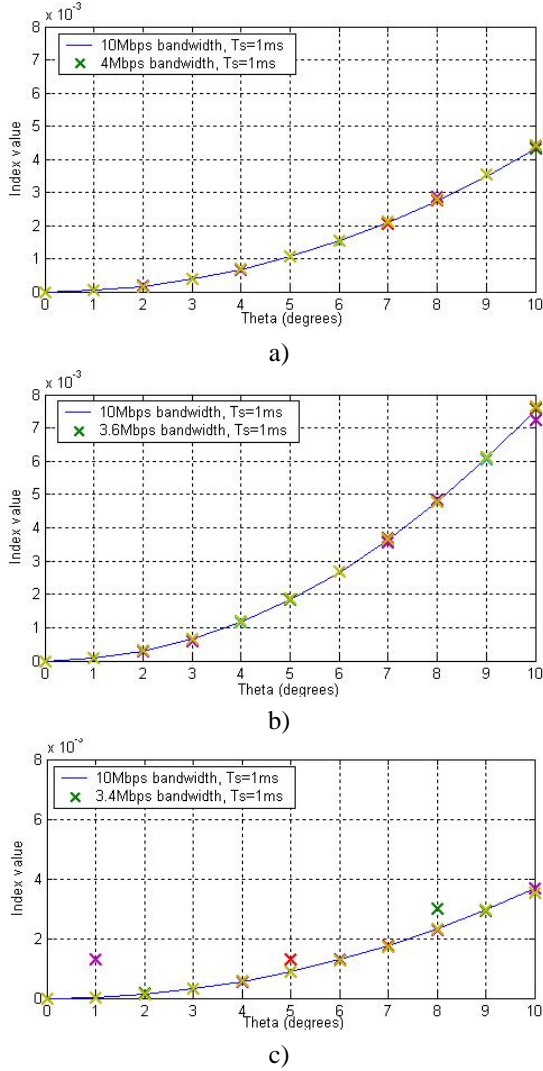 x 10⁻³
8
7
6
5
4
3
2
1
0
Index value
10Mbps bandwidth, Ts=1ms
4Mbps bandwidth, Ts=1ms
0 1 2 3 4 5 6 7 8 9 10
Theta (degrees)
a)
x 10⁻³
8
7
6
5
4
3
2
1
0
Index value
10Mbps bandwidth, Ts=1ms
3.6Mbps bandwidth, Ts=1ms
0 1 2 3 4 5 6 7 8 9 10
Theta (degrees)
b)
x 10⁻³
8
6
4
2
0
Index value
10Mbps bandwidth, Ts=1ms
3.4Mbps bandwidth, Ts=1ms
0 1 2 3 4 5 6 7 8 9 10
Theta (degrees)
c)